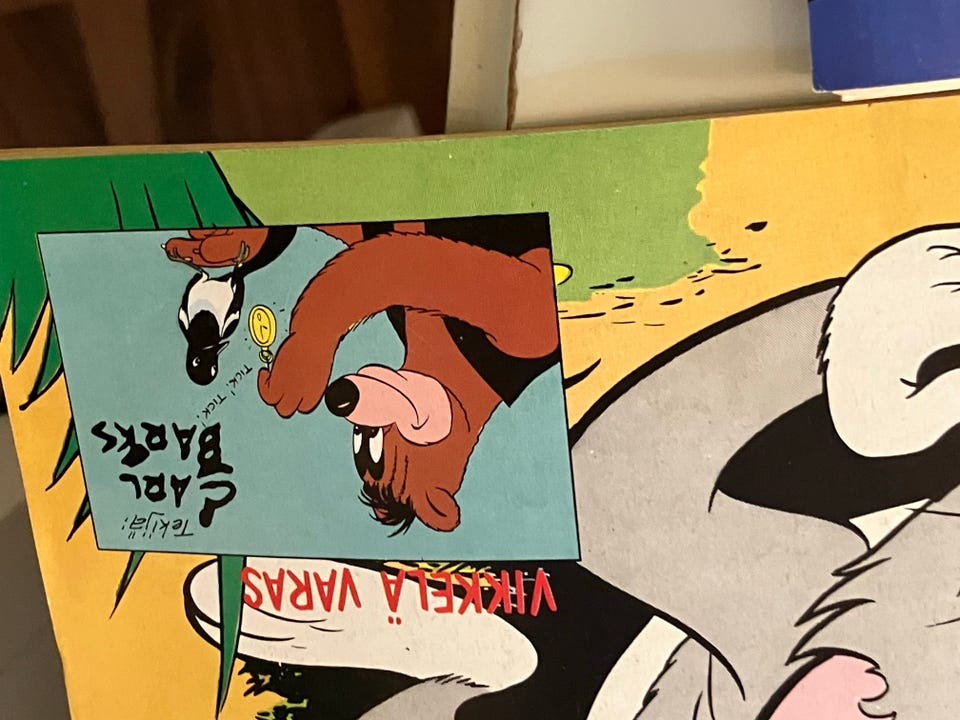 Tekijä:
CARL
BARKS
TICK! TICK!
VIKKELÄ VARAS